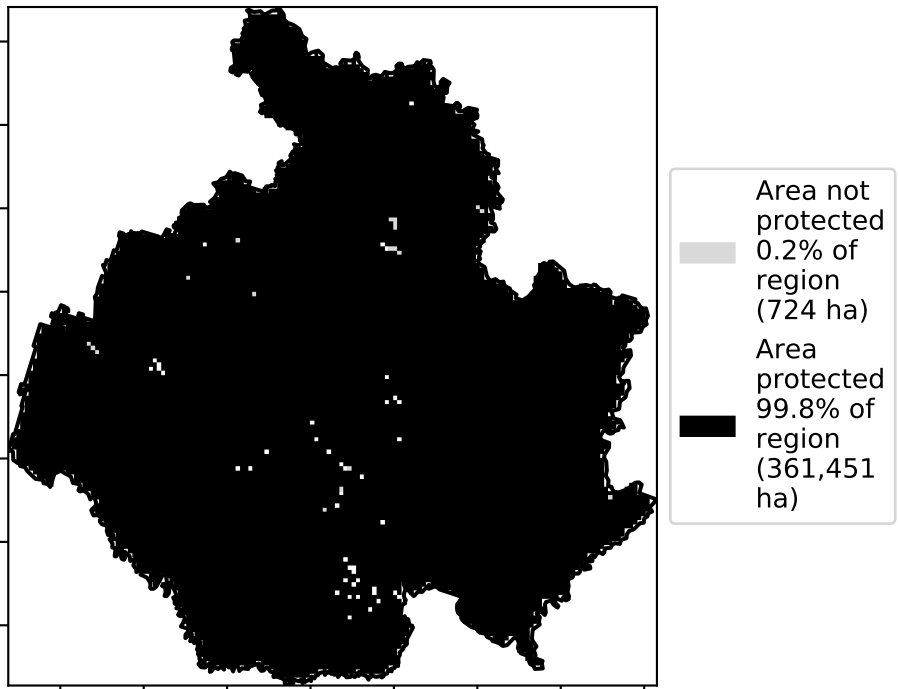 Area not
protected
0.2% of
region
(724 ha)
Area
protected
99.8% of
region
(361,451
ha)